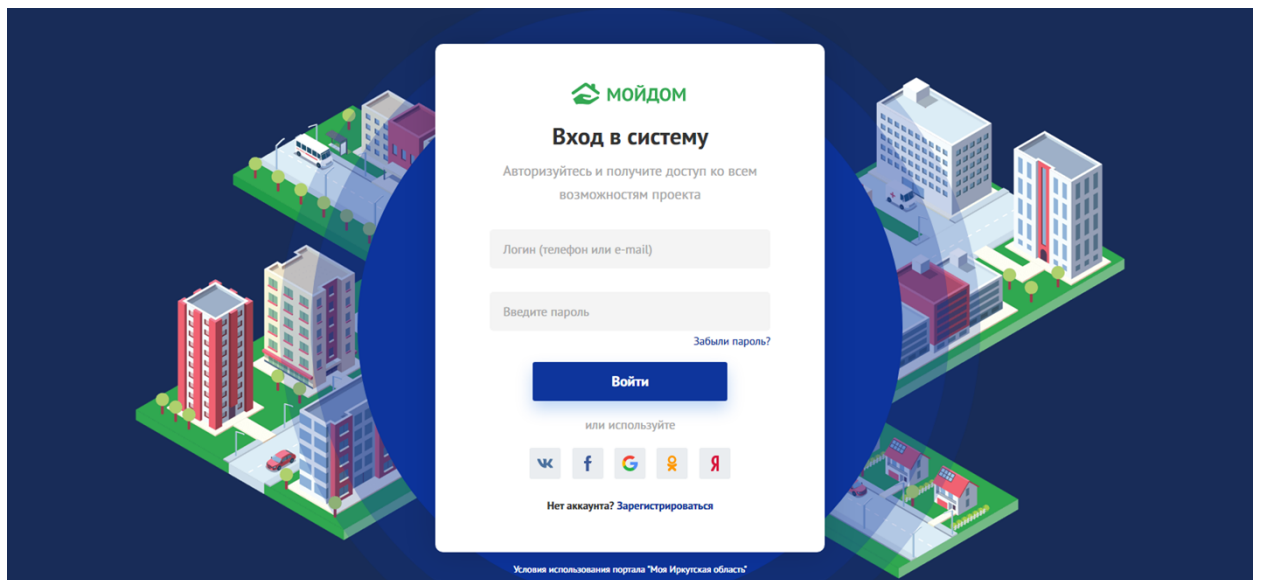 МОЙДОМ
Вход в систему
Авторизуйтесь и получите доступ ко всем
возможностям проекта
Логин (телефон или e-mail)
Введите пароль
Забыли пароль?
Войти
или используйте
Нет аккаунта? Зарегистрироваться
Условия использования портала "Моя Иркутская область"